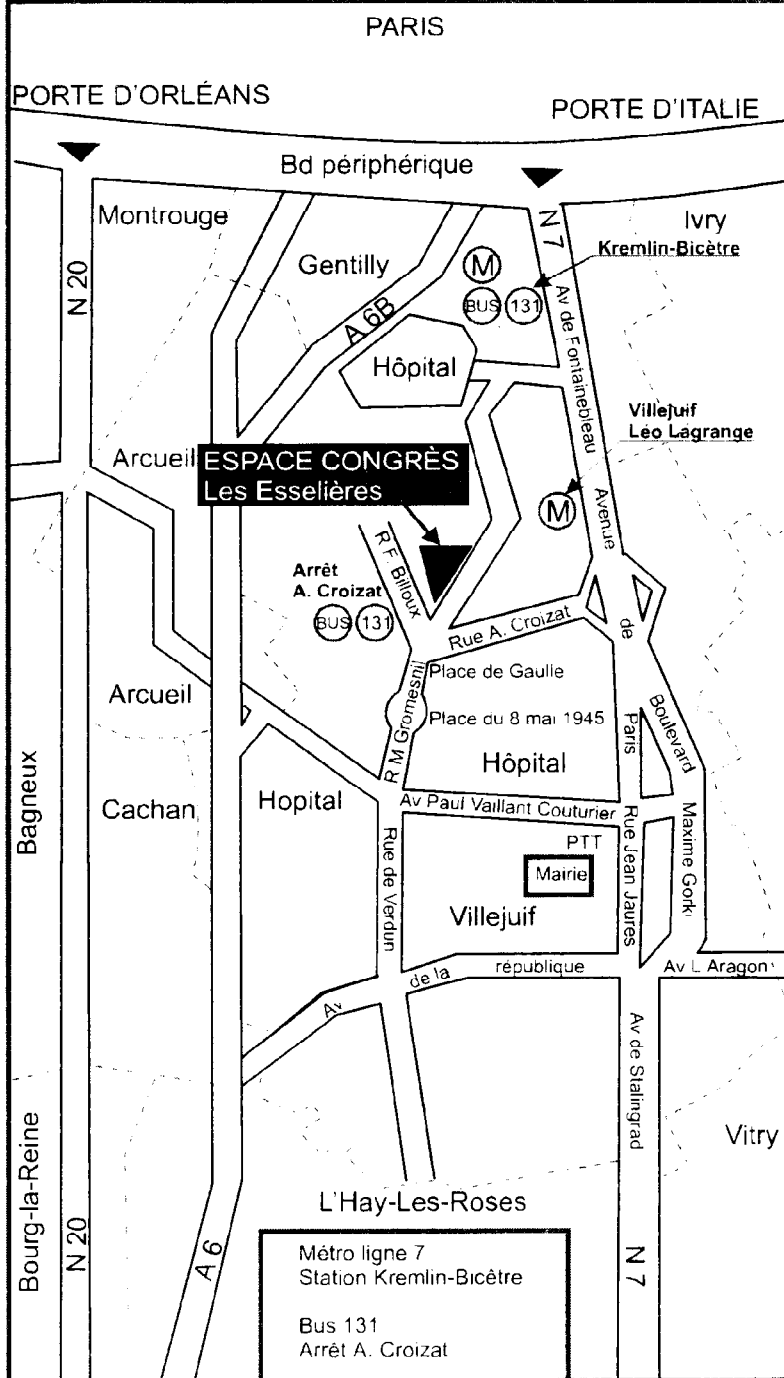 PARIS
PORTE D'ORLÉANS
PORTE D'ITALIE
Bd périphérique
Montrouge
N 20
Gentilly
A 6B
M
BUS 131
N 7
Ivry
Kremlin-Bicètre
Av de Fontainebleau
Hôpital
Villejuif
Léo Lagrange
Arcueil
ESPACE CONGRÈS
Les Esselières
M
Avenue
R F. Billoux
Arrêt
A. Croizat
BUS 131
Rue A. Croizat
de
Place de Gaulle
Arcueil
R M Gromesnil
Place du 8 mai 1945
Paris
Boulevard
Hôpital
Bagneux
Cachan
Hopital
Av Paul Vaillant Couturier
Maxime Gorki
PTT
Mairie
Rue de Verdun
Rue Jean Jaures
Villejuif
Av de la république
Av L Aragon
Av de Stalingrad
Vitry
Bourg-la-Reine
N 20
A 6
L'Hay-Les-Roses
N 7
Métro ligne 7
Station Kremlin-Bicêtre
Bus 131
Arrêt A. Croizat